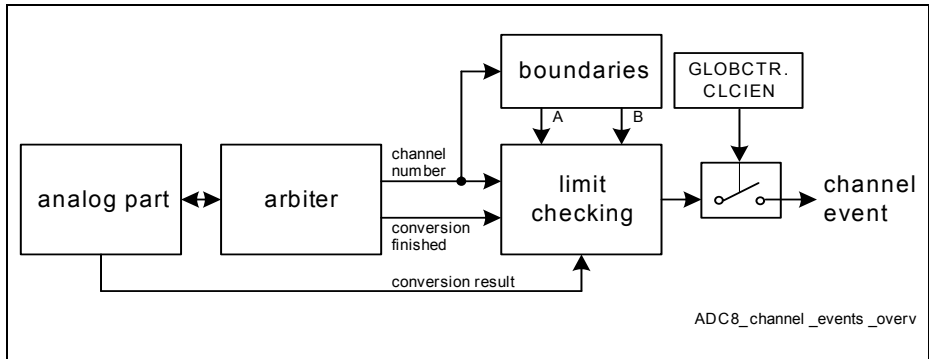 boundaries
GLOBCTR.
CLCIEN
A
B
channel
number
analog part
arbiter
limit
checking
channel
event
conversion
finished
conversion result
ADC8_channel _events _overv